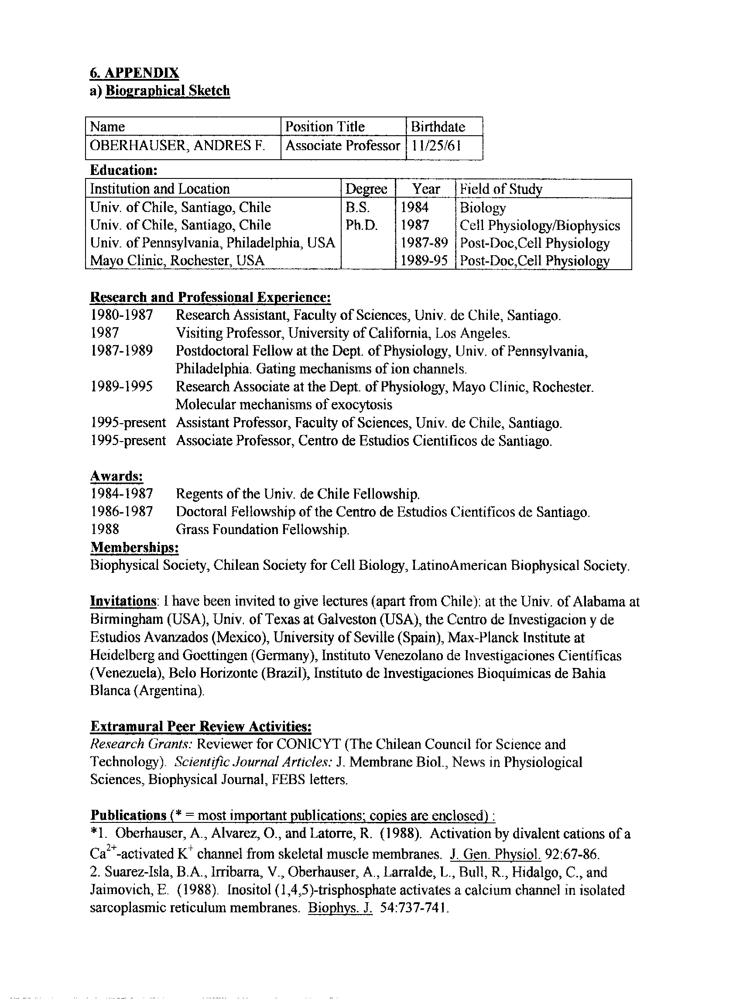 6. APPENDIX
a) Biographical Sketch
Name Position Title Birthdate
OBERHAUSER, ANDRES F. Associate Professor 11/25/61
Education:
Institution and Location Degree Year Field of Study
Univ. of Chile, Santiago, Chile B.S. 1984 Biology
Univ. of Chile, Santiago, Chile Ph.D. 1987 Cell Physiology/Biophysics
Univ. of Pennsylvania, Philadelphia, USA 1987-89 Post-Doc,Cell Physiology
Mayo Clinic, Rochester, USA 1989-95 Post-Doc,Cell Physiology
Research and Professional Experience:
1980-1987 Research Assistant, Faculty of Sciences, Univ. de Chile, Santiago.
1987 Visiting Professor, University of California, Los Angeles.
1987-1989 Postdoctoral Fellow at the Dept. of Physiology, Univ. of Pennsylvania,
Philadelphia. Gating mechanisms of ion channels.
1989-1995 Research Associate at the Dept. of Physiology, Mayo Clinic, Rochester.
Molecular mechanisms of exocytosis
1995-present Assistant Professor, Faculty of Sciences, Univ. de Chile, Santiago.
1995-present Associate Professor, Centro de Estudios Cientificos de Santiago.
Awards:
1984-1987 Regents of the Univ. de Chile Fellowship.
1986-1987 Doctoral Fellowship of the Centro de Estudios Cientificos de Santiago.
1988 Grass Foundation Fellowship.
Memberships:
Biophysical Society, Chilean Society for Cell Biology, LatinoAmerican Biophysical Society.
Invitations: I have been invited to give lectures (apart from Chile): at the Univ. of Alabama at
Birmingham (USA), Univ. of Texas at Galveston (USA), the Centro de Investigacion y de
Estudios Avanzados (Mexico), University of Seville (Spain), Max-Planck Institute at
Heidelberg and Goettingen (Germany), Instituto Venezolano de Investigaciones Científicas
(Venezuela), Belo Horizonte (Brazil), Instituto de Investigaciones Bioquímicas de Bahia
Blanca (Argentina).
Extramural Peer Review Activities:
Research Grants: Reviewer for CONICYT (The Chilean Council for Science and
Technology). Scientific Journal Articles: J. Membrane Biol., News in Physiological
Sciences, Biophysical Journal, FEBS letters.
Publications (* = most important publications; copies are enclosed) :
*1. Oberhauser, A., Alvarez, O., and Latorre, R. (1988). Activation by divalent cations of a
Ca2+-activated K+ channel from skeletal muscle membranes. J. Gen. Physiol. 92:67-86.
2. Suarez-Isla, B.A., Irribarra, V., Oberhauser, A., Larralde, L., Bull, R., Hidalgo, C., and
Jaimovich, E. (1988). Inositol (1,4,5)-trisphosphate activates a calcium channel in isolated
sarcoplasmic reticulum membranes. Biophys. J. 54:737-741.